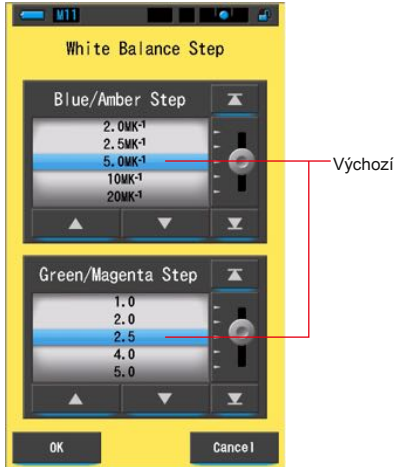 M11
White Balance Step
Blue/Amber Step
2.0MK-1
2.5MK-1
5.0MK-1
10MK-1
20MK-1
Výchozí
Green/Magenta Step
1.0
2.0
2.5
4.0
5.0
OK
Cancel